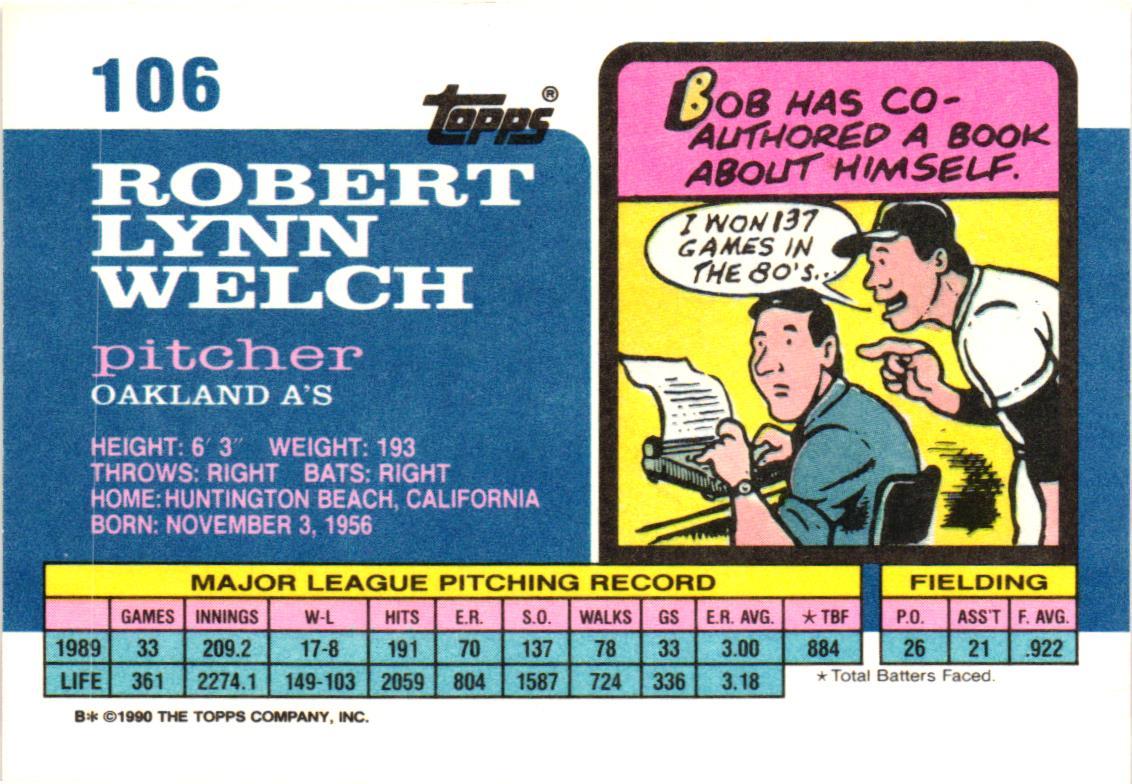 106
topps®
ROBERT
LYNN
WELCH
pitcher
OAKLAND A'S
HEIGHT: 6' 3" WEIGHT: 193
THROWS: RIGHT BATS: RIGHT
HOME: HUNTINGTON BEACH, CALIFORNIA
BORN: NOVEMBER 3, 1956
BOB HAS CO-
AUTHORED A BOOK
ABOUT HIMSELF.
I WON 137
GAMES IN
THE 80'S...
MAJOR LEAGUE PITCHING RECORD
GAMES INNINGS W-L HITS E.R. S.O. WALKS GS E.R. AVG. *TBF
1989 33 209.2 17-8 191 70 137 78 33 3.00 884
LIFE 361 2274.1 149-103 2059 804 1587 724 336 3.18
FIELDING
P.O. ASS'T F. AVG.
26 21 .922
*Total Batters Faced.
B* ©1990 THE TOPPS COMPANY, INC.